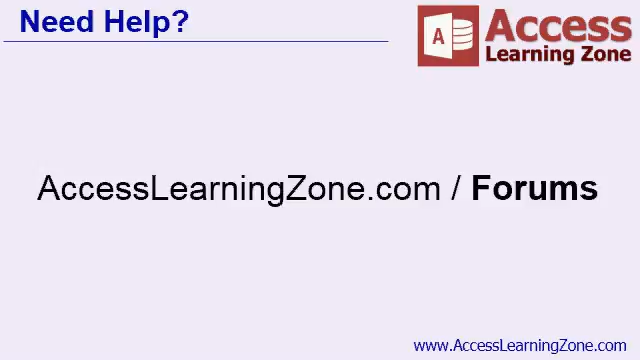 Need Help?
A
Access
Learning Zone
AccessLearningZone.com / Forums
www.AccessLearningZone.com